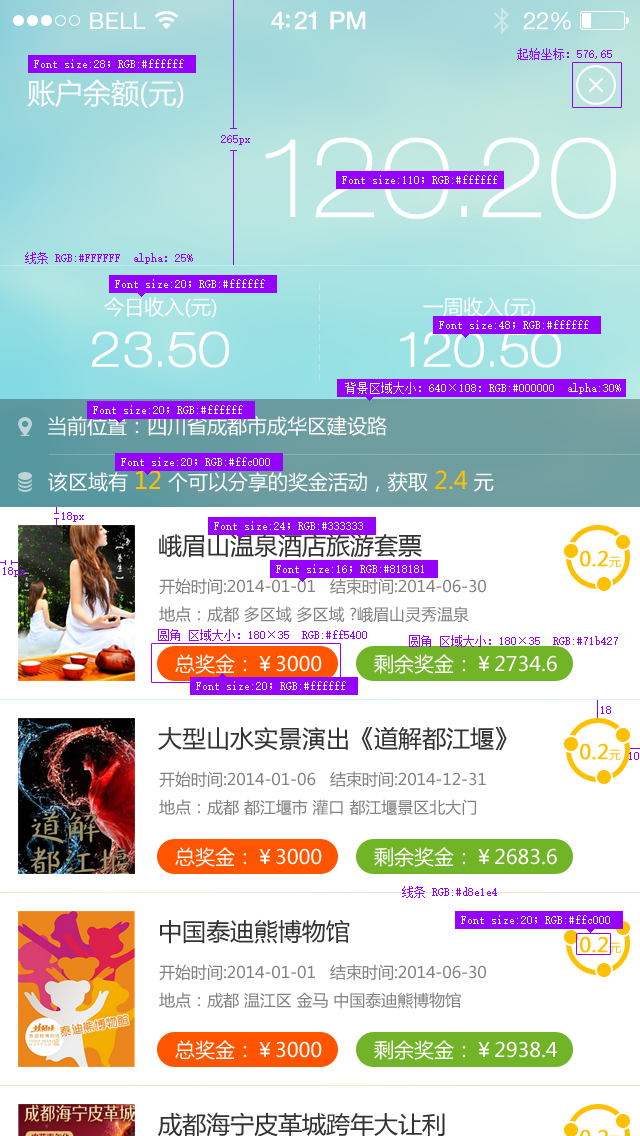 BELL 4:21 PM 22%
起始坐标：576,65
Font size:28; RGB:#ffffff
账户余额(元)
265px
120.20
Font size:110; RGB:#ffffff
线条 RGB:#FFFFFF alpha: 25%
Font size:20; RGB:#ffffff
今日收入(元) 一周收入(元)
Font size:48; RGB:#ffffff
23.50 120.50
背景区域大小: 640×108: RGB:#000000 alpha:30%
Font size:20; RGB:#ffffff
当前位置：四川省成都市成华区建设路
Font size:20; RGB:#ffc000
该区域有 12 个可以分享的奖金活动，获取 2.4 元
18px
Font size:24; RGB:#333333
峨眉山温泉酒店旅游套票
0.2元
Font size:16; RGB:#818181
18px
开始时间:2014-01-01 结束时间:2014-06-30
地点：成都 多区域 多区域 ?峨眉山灵秀温泉
圆角 区域大小: 180×35 RGB:#ff5400
圆角 区域大小: 180×35 RGB:#71b427
总奖金：¥3000 剩余奖金：¥2734.6
Font size:20; RGB:#ffffff
18
大型山水实景演出《道解都江堰》
0.2元
10
开始时间:2014-01-06 结束时间:2014-12-31
地点：成都 都江堰市 灌口 都江堰景区北大门
道解
都江堰
总奖金：¥3000 剩余奖金：¥2683.6
线条 RGB:#d8e1e4
Font size:20; RGB:#ffc000
中国泰迪熊博物馆
0.2元
开始时间:2014-01-01 结束时间:2014-06-30
地点：成都 温江区 金马 中国泰迪熊博物馆
泰迪熊博物馆
总奖金：¥3000 剩余奖金：¥2938.4
成都海宁皮革城
成都海宁皮革城跨年大让利
0.2元